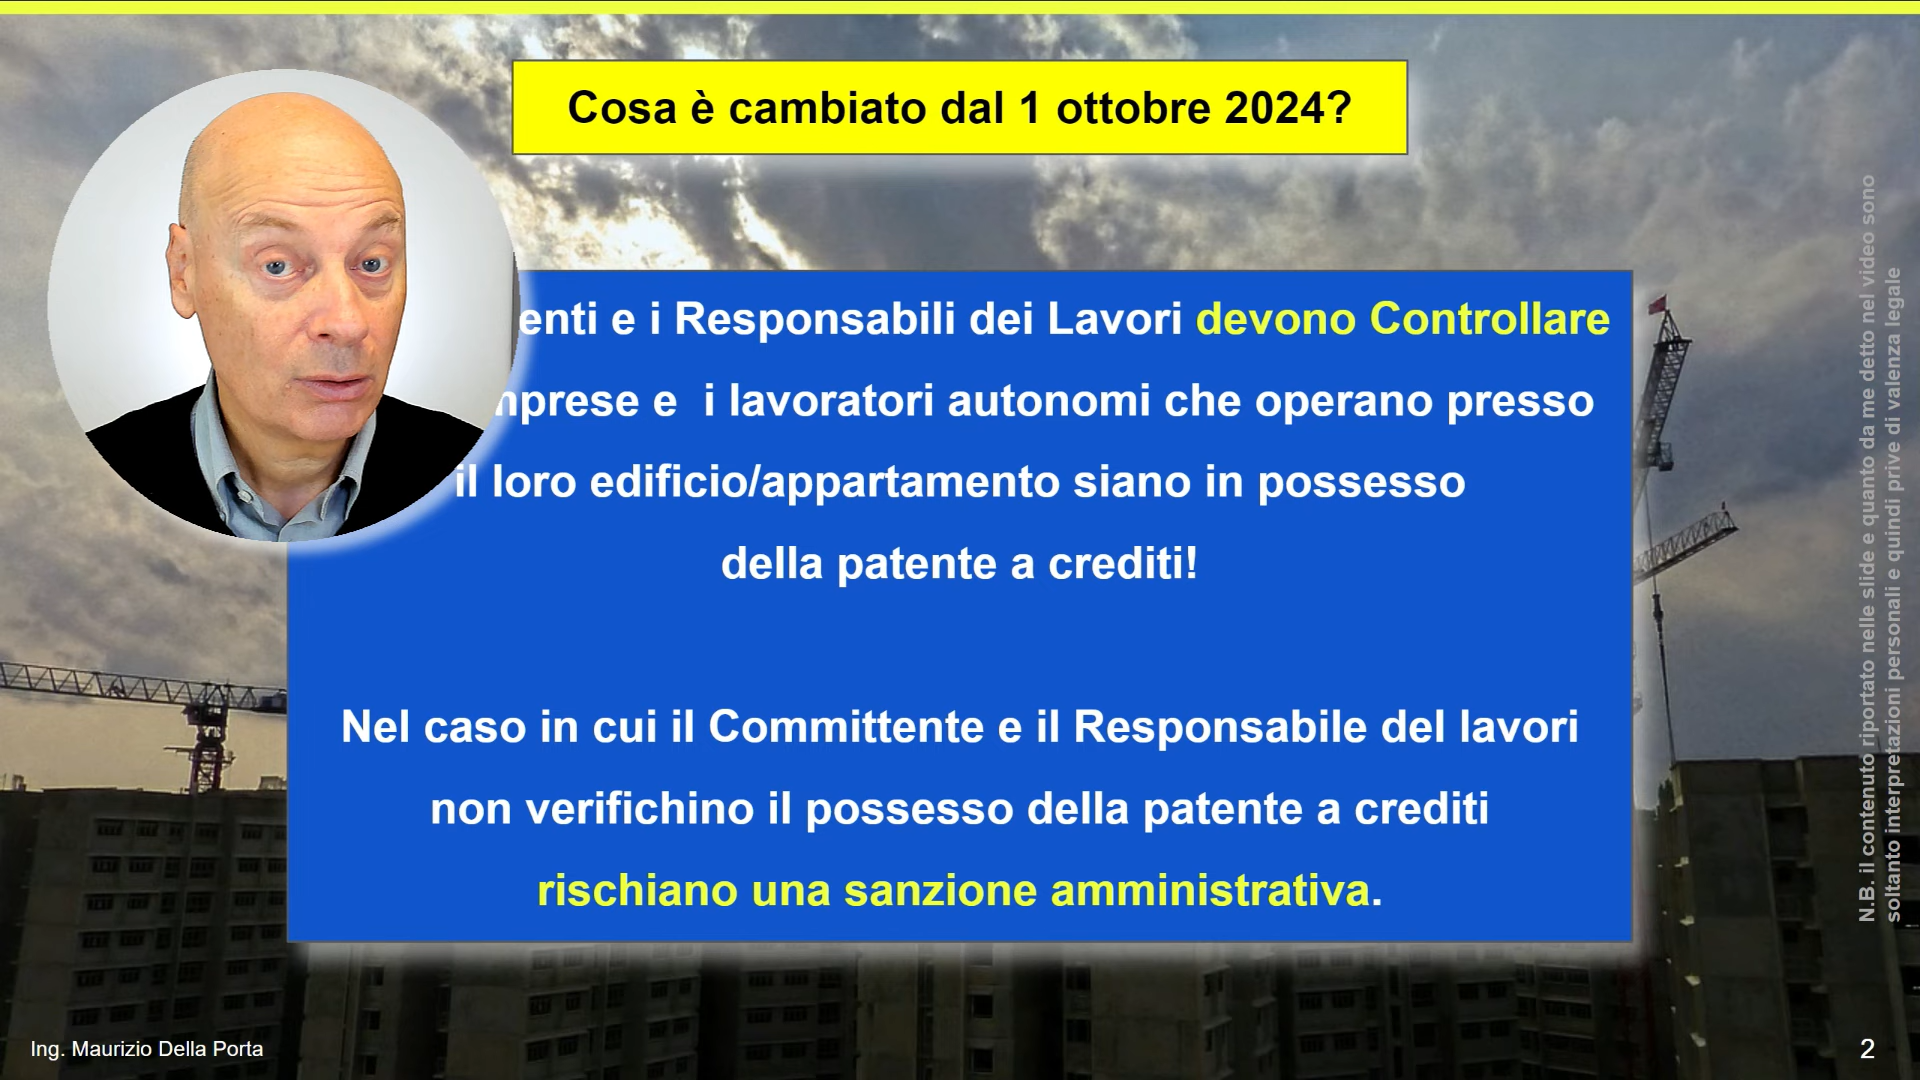 Cosa è cambiato dal 1 ottobre 2024?
enti e i Responsabili dei Lavori devono Controllare
mprese e i lavoratori autonomi che operano presso
il loro edificio/appartamento siano in possesso
della patente a crediti!
Nel caso in cui il Committente e il Responsabile del lavori
non verifichino il possesso della patente a crediti
rischiano una sanzione amministrativa.
N.B. il contenuto riportato nelle slide e quanto da me detto nel video sono
soltanto interpretazioni personali e quindi prive di valenza legale
Ing. Maurizio Della Porta
2